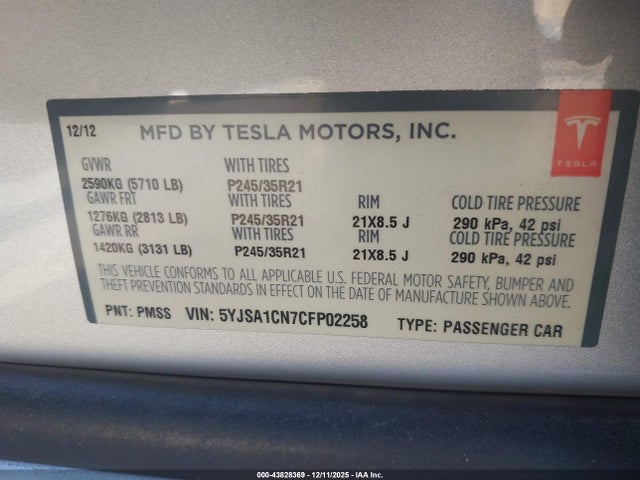 12/12 MFD BY TESLA MOTORS, INC.
TESLA
GVWR WITH TIRES
2590KG (5710 LB) P245/35R21
GAWR FRT WITH TIRES RIM COLD TIRE PRESSURE
1276KG (2813 LB) P245/35R21 21X8.5 J 290 kPa, 42 psi
GAWR RR WITH TIRES RIM COLD TIRE PRESSURE
1420KG (3131 LB) P245/35R21 21X8.5 J 290 kPa, 42 psi
THIS VEHICLE CONFORMS TO ALL APPLICABLE U.S. FEDERAL MOTOR SAFETY, BUMPER AND
THEFT PREVENTION STANDARDS IN EFFECT ON THE DATE OF MANUFACTURE SHOWN ABOVE.
PNT: PMSS VIN: 5YJSA1CN7CFP02258 TYPE: PASSENGER CAR
000-43828369 - 12/11/2025 - IAA Inc.